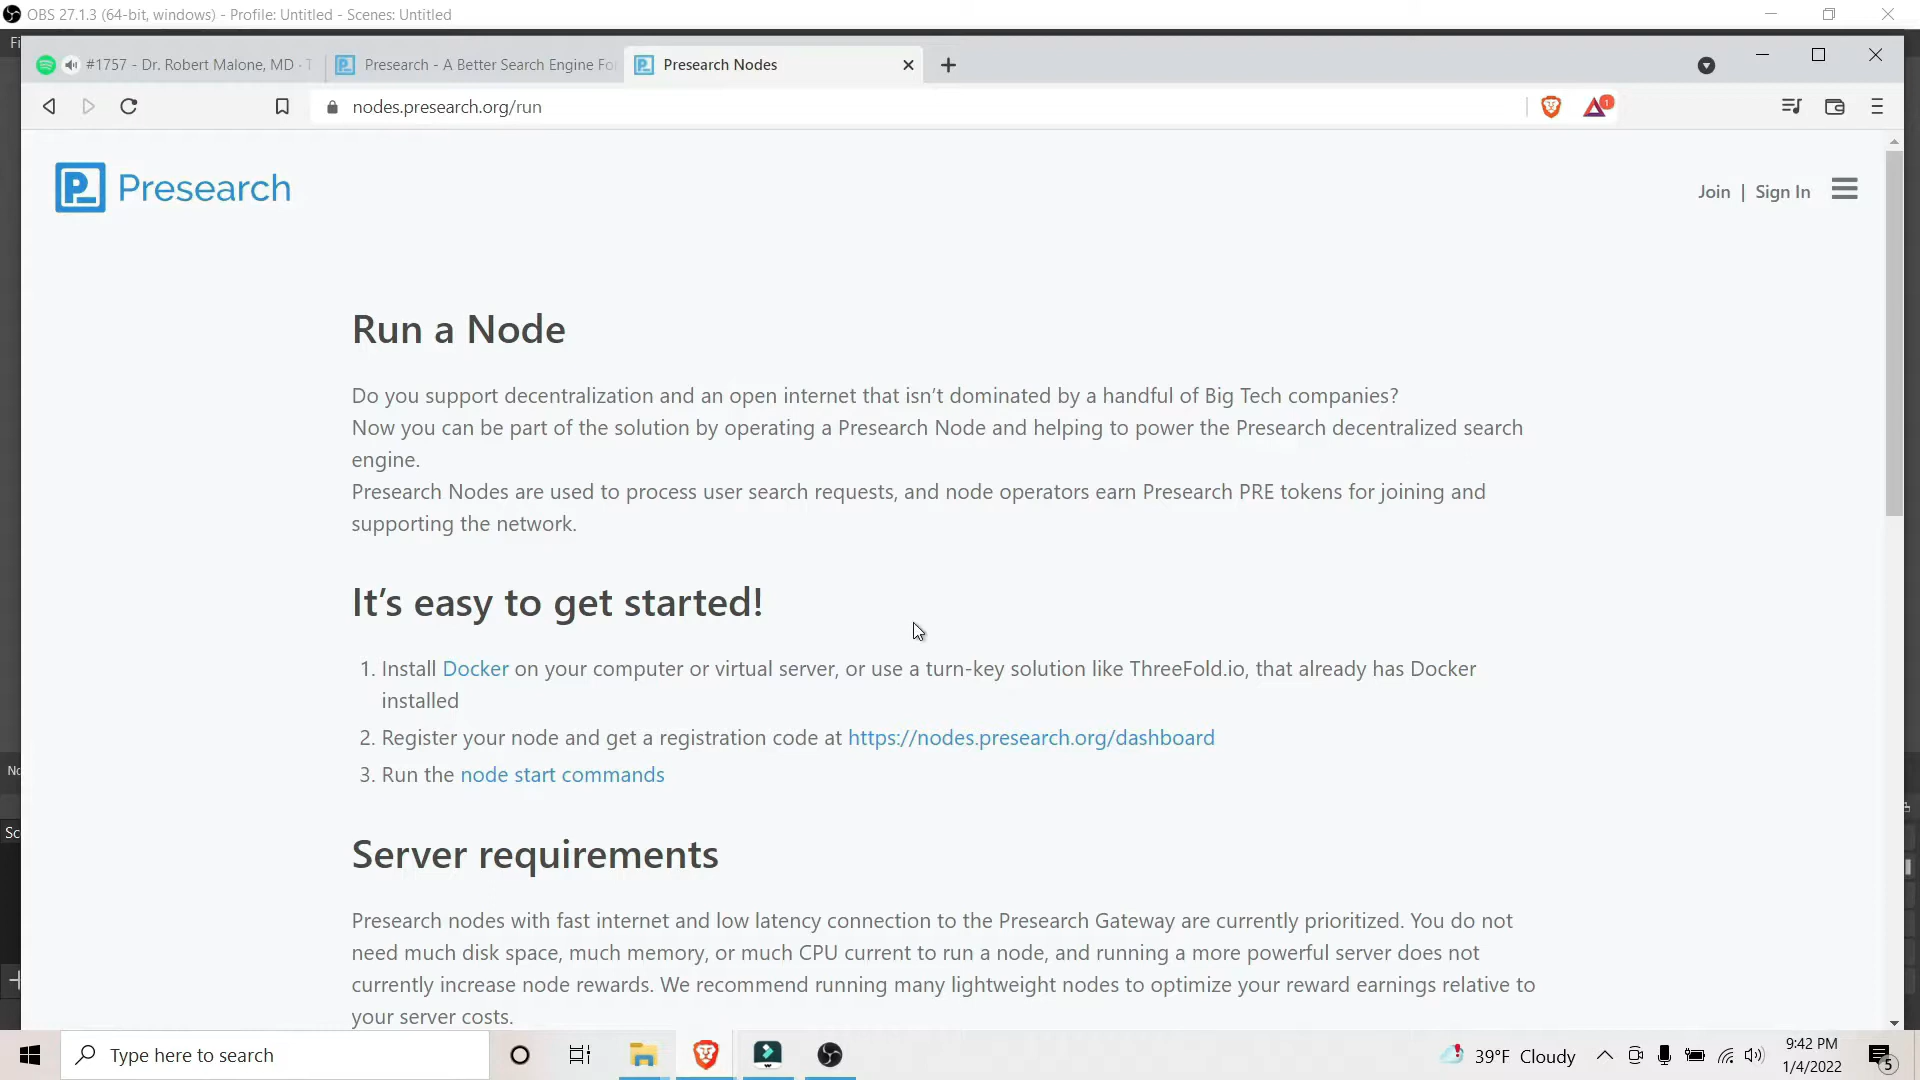 OBS 27.1.3 (64-bit, windows) - Profile: Untitled - Scenes: Untitled
Fi
#1757 - Dr. Robert Malone, MD · T
Presearch - A Better Search Engine Fo
Presearch Nodes
nodes.presearch.org/run
1
Presearch
Join | Sign In
Run a Node
Do you support decentralization and an open internet that isn’t dominated by a handful of Big Tech companies?
Now you can be part of the solution by operating a Presearch Node and helping to power the Presearch decentralized search
engine.
Presearch Nodes are used to process user search requests, and node operators earn Presearch PRE tokens for joining and
supporting the network.
It’s easy to get started!
1. Install Docker on your computer or virtual server, or use a turn-key solution like ThreeFold.io, that already has Docker
installed
2. Register your node and get a registration code at https://nodes.presearch.org/dashboard
No
3. Run the node start commands
Sc
Server requirements
Presearch nodes with fast internet and low latency connection to the Presearch Gateway are currently prioritized. You do not
need much disk space, much memory, or much CPU current to run a node, and running a more powerful server does not
currently increase node rewards. We recommend running many lightweight nodes to optimize your reward earnings relative to
your server costs.
Type here to search
39°F Cloudy
9:42 PM
1/4/2022
5